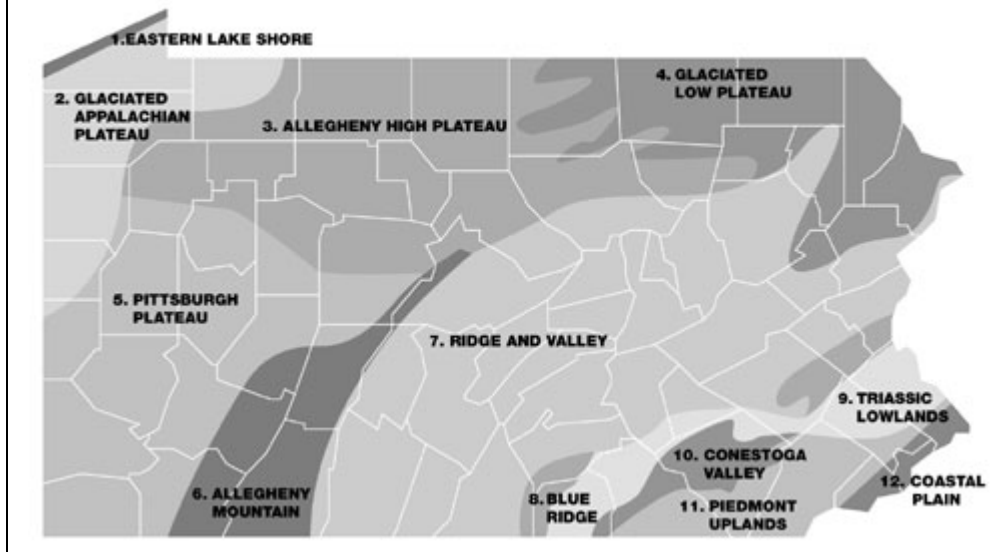 1.EASTERN LAKE SHORE
2. GLACIATED
APPALACHIAN
PLATEAU
3. ALLEGHENY HIGH PLATEAU
4. GLACIATED
LOW PLATEAU
5. PITTSBURGH
PLATEAU
6. ALLEGHENY
MOUNTAIN
7. RIDGE AND VALLEY
8. BLUE
RIDGE
9. TRIASSIC
LOWLANDS
10. CONESTOGA
VALLEY
11. PIEDMONT
UPLANDS
12. COASTAL
PLAIN